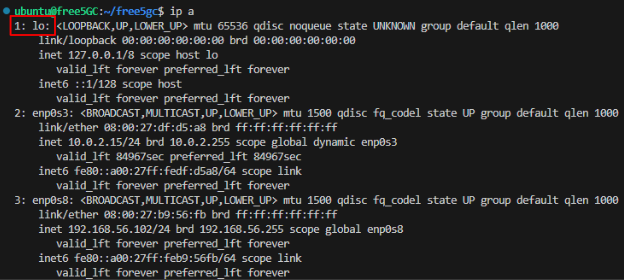 ubuntu@free5GC:~/free5gc$ ip a
1: lo: <LOOPBACK,UP,LOWER_UP> mtu 65536 qdisc noqueue state UNKNOWN group default qlen 1000
link/loopback 00:00:00:00:00:00 brd 00:00:00:00:00:00
inet 127.0.0.1/8 scope host lo
valid_lft forever preferred_lft forever
inet6 ::1/128 scope host
valid_lft forever preferred_lft forever
2: enp0s3: <BROADCAST,MULTICAST,UP,LOWER_UP> mtu 1500 qdisc fq_codel state UP group default qlen 1000
link/ether 08:00:27:df:d5:a8 brd ff:ff:ff:ff:ff:ff
inet 10.0.2.15/24 brd 10.0.2.255 scope global dynamic enp0s3
valid_lft 84967sec preferred_lft 84967sec
inet6 fe80::a00:27ff:fedf:d5a8/64 scope link
valid_lft forever preferred_lft forever
3: enp0s8: <BROADCAST,MULTICAST,UP,LOWER_UP> mtu 1500 qdisc fq_codel state UP group default qlen 1000
link/ether 08:00:27:b9:56:fb brd ff:ff:ff:ff:ff:ff
inet 192.168.56.102/24 brd 192.168.56.255 scope global enp0s8
valid_lft forever preferred_lft forever
inet6 fe80::a00:27ff:feb9:56fb/64 scope link
valid_lft forever preferred_lft forever